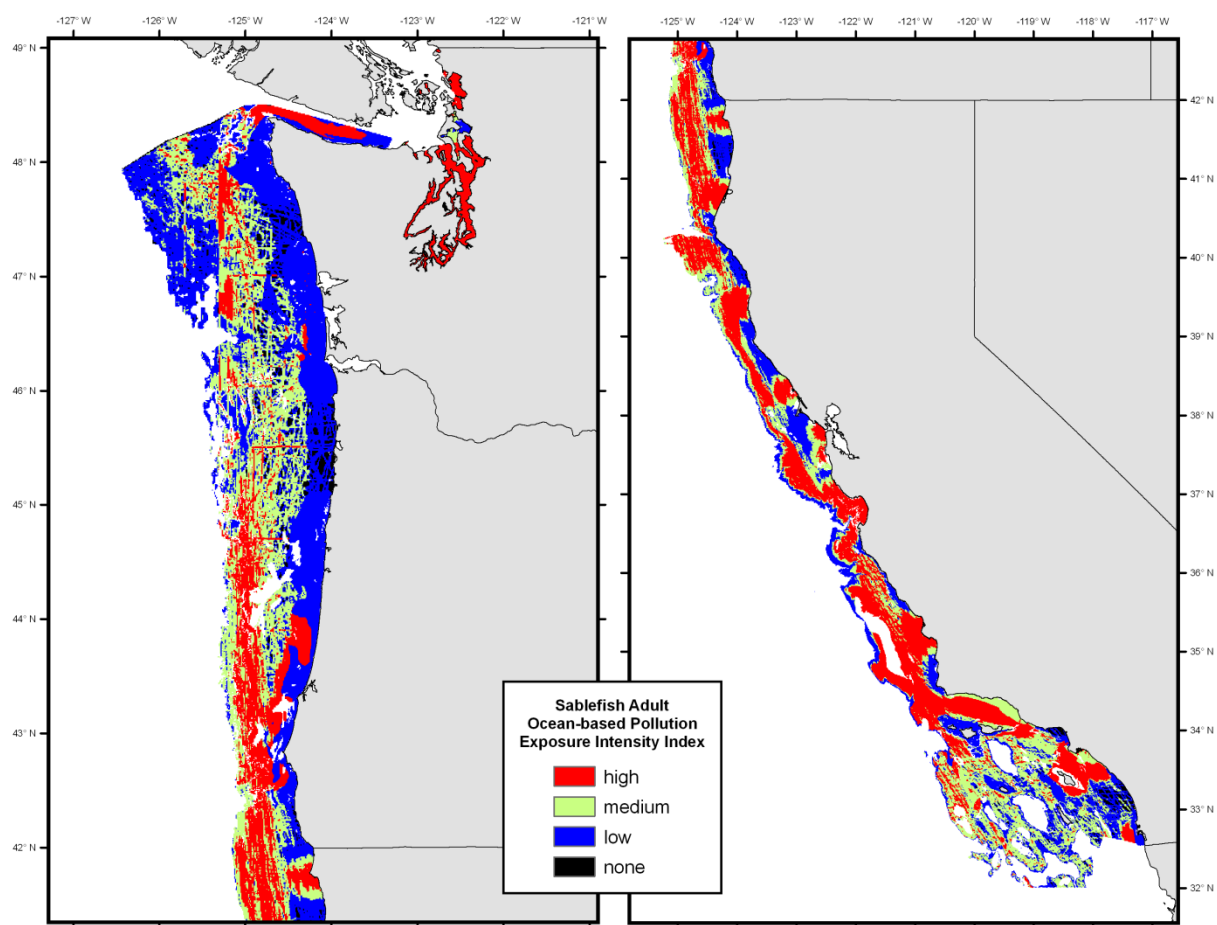 -127°W -126°W -125°W -124°W -123°W -122°W -121°W
-125°W -124°W -123°W -122°W -121°W -120°W -119°W -118°W -117°W -116°W
49° N
48° N
47° N
46° N
45° N
44° N
43° N
42° N
42° N
41° N
40° N
39° N
38° N
37° N
36° N
35° N
34° N
33° N
32° N
Sablefish Adult
Ocean-based Pollution
Exposure Intensity Index
high
medium
low
none